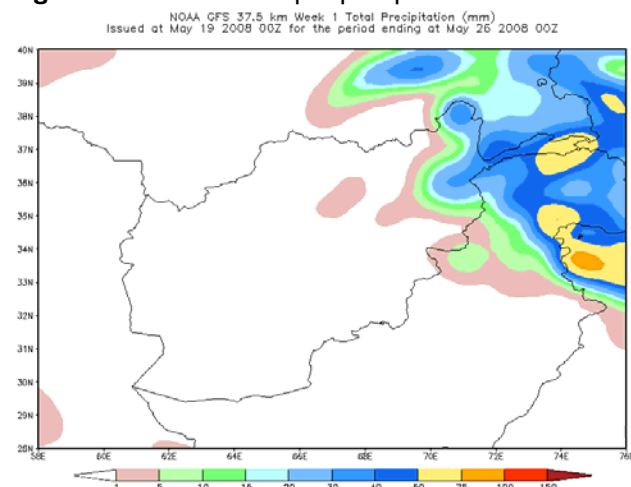 NOAA GFS 37.5 km Week 1 Total Precipitation (mm)
Issued at May 19 2008 00Z for the period ending at May 26 2008 00Z
40N
39N
38N
37N
36N
35N
34N
33N
32N
31N
30N
29N
28N
58E 60E 62E 64E 66E 68E 70E 72E 74E 76E
1 5 10 15 20 30 40 50 75 100 150